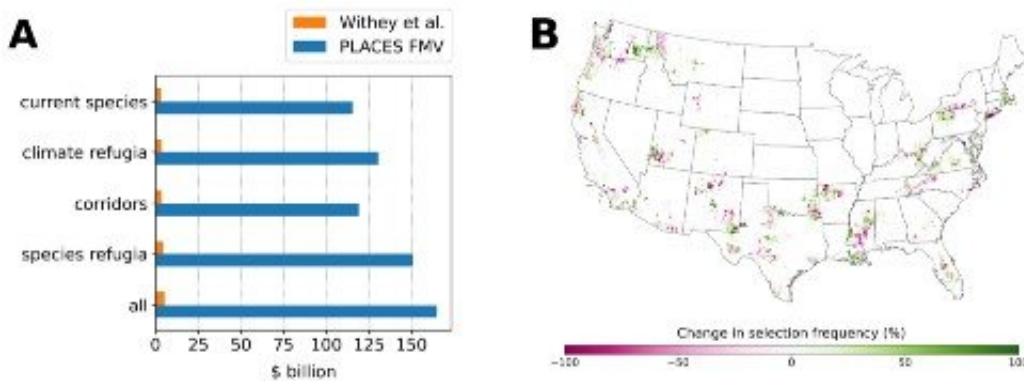 A
Withey et al.
PLACES FMV
current species
climate refugia
corridors
species refugia
all
0 25 50 75 100 125 150
$ billion
B
Change in selection frequency (%)
−100 −50 0 50 100